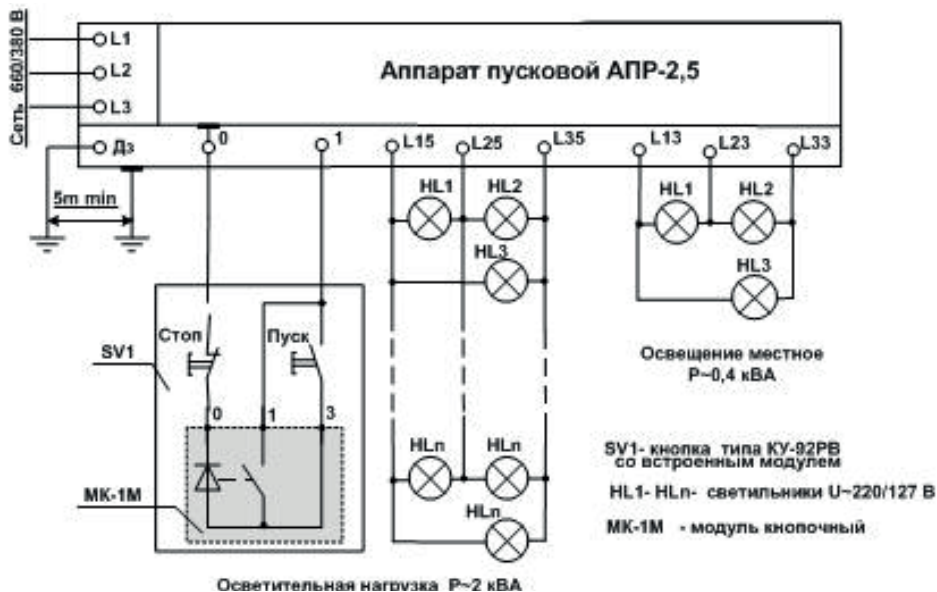 Сеть 660/380 В
L1
L2
L3
Аппарат пусковой АПР-2,5
Дз
0
1
L15
L25
L35
L13
L23
L33
5m min
HL1
HL2
HL3
HL1
HL2
HL3
Стоп
Пуск
SV1
0
1
3
МК-1М
HLn
HLn
HLn
Освещение местное
Р~0,4 кВА
SV1- кнопка типа КУ-92РВ
со встроенным модулем
HL1- HLn- светильники U~220/127 В
МК-1М - модуль кнопочный
Осветительная нагрузка Р~2 кВА